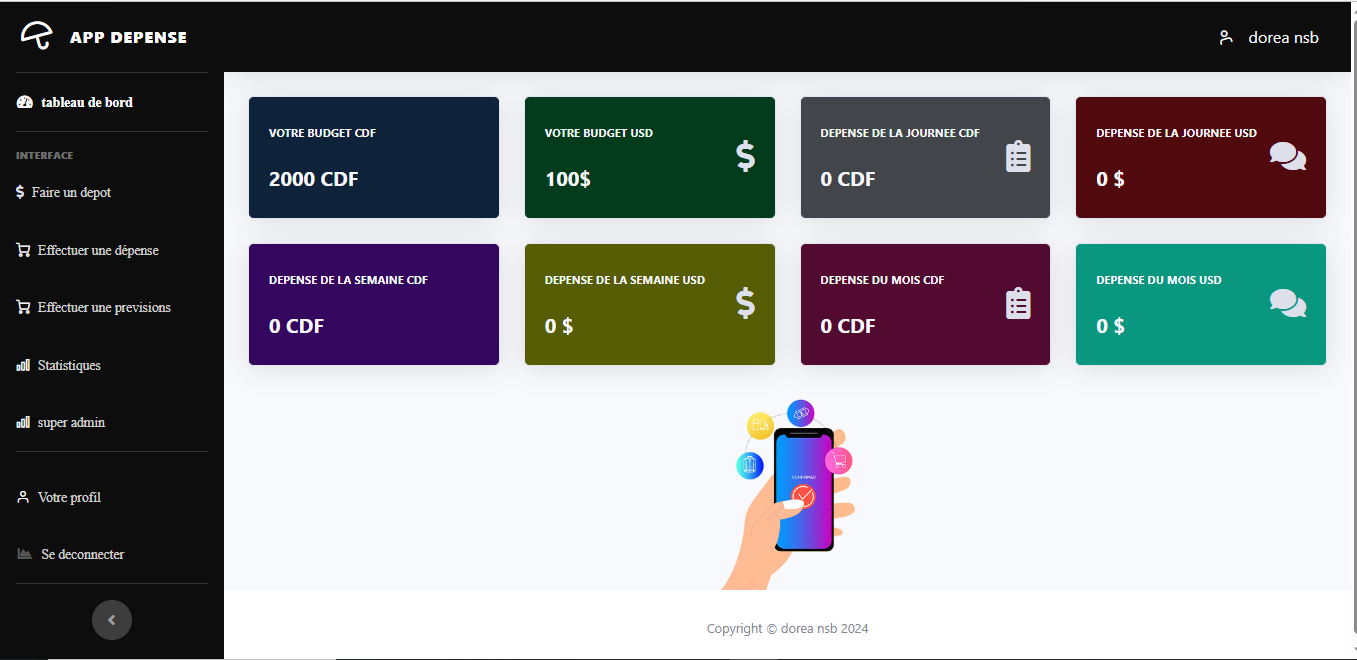 APP DEPENSE
dorea nsb
tableau de bord
INTERFACE
Faire un depot
Effectuer une dépense
Effectuer une previsions
Statistiques
super admin
Votre profil
Se deconnecter
VOTRE BUDGET CDF
2000 CDF
VOTRE BUDGET USD
100$
DEPENSE DE LA JOURNEE CDF
0 CDF
DEPENSE DE LA JOURNEE USD
0 $
DEPENSE DE LA SEMAINE CDF
0 CDF
DEPENSE DE LA SEMAINE USD
0 $
DEPENSE DU MOIS CDF
0 CDF
DEPENSE DU MOIS USD
0 $
CONFIRMED
Copyright © dorea nsb 2024